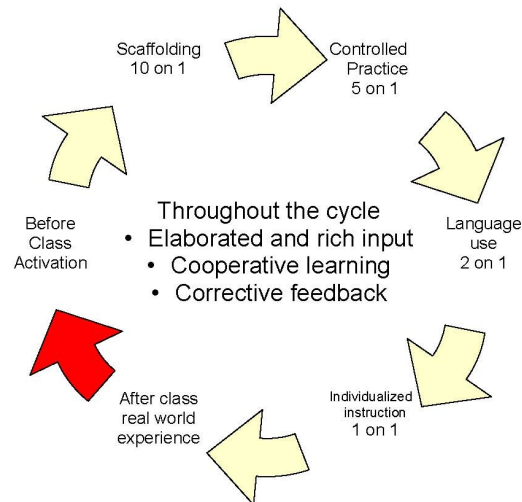 Scaffolding
10 on 1
Controlled
Practice
5 on 1
Language
use
2 on 1
Individualized
instruction
1 on 1
After class
real world
experience
Before
Class
Activation
Throughout the cycle
• Elaborated and rich input
• Cooperative learning
• Corrective feedback